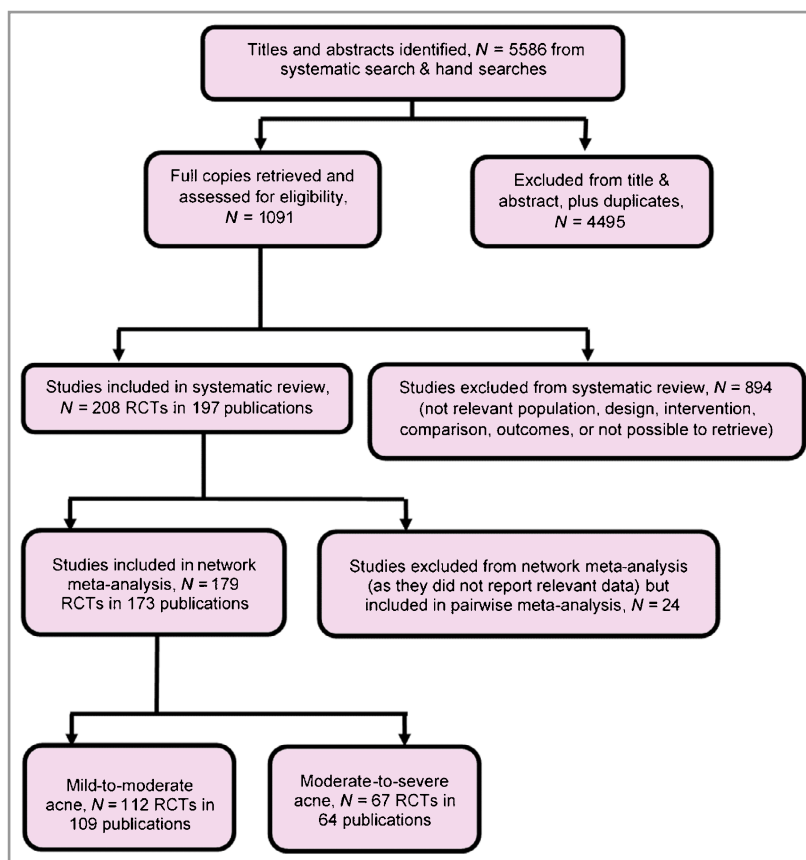 Titles and abstracts identified, N = 5586 from
systematic search & hand searches
Full copies retrieved and
assessed for eligibility,
N = 1091
Excluded from title &
abstract, plus duplicates,
N = 4495
Studies included in systematic review,
N = 208 RCTs in 197 publications
Studies excluded from systematic review, N = 894
(not relevant population, design, intervention,
comparison, outcomes, or not possible to retrieve)
Studies included in network
meta-analysis, N = 179
RCTs in 173 publications
Studies excluded from network meta-analysis
(as they did not report relevant data) but
included in pairwise meta-analysis, N = 24
Mild-to-moderate
acne, N = 112 RCTs in
109 publications
Moderate-to-severe
acne, N = 67 RCTs in
64 publications